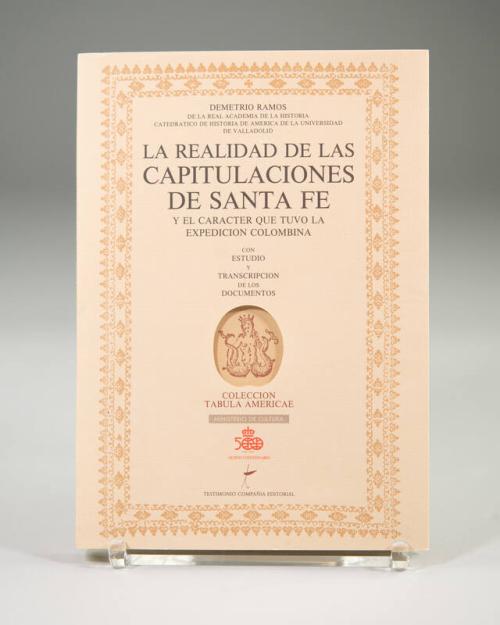 DEMETRIO RAMOS
DE LA REAL ACADEMIA DE LA HISTORIA
CATEDRATICO DE HISTORIA DE AMERICA DE LA UNIVERSIDAD
DE VALLADOLID
LA REALIDAD DE LAS
CAPITULACIONES
DE SANTA FE
Y EL CARACTER QUE TUVO LA
EXPEDICION COLOMBINA
CON
ESTUDIO
Y
TRANSCRIPCION
DE LOS
DOCUMENTOS
COLECCION
TABULA AMERICAE
MINISTERIO DE CULTURA
QUINTO CENTENARIO
TESTIMONIO COMPAÑIA EDITORIAL